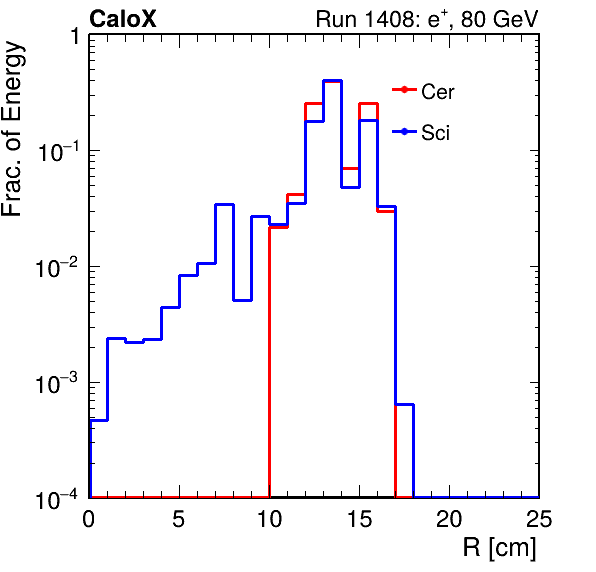 CaloX Run 1408: e⁺, 80 GeV
Frac. of Energy
1
10⁻¹
10⁻²
10⁻³
10⁻⁴
Cer
Sci
0 5 10 15 20 25
R [cm]